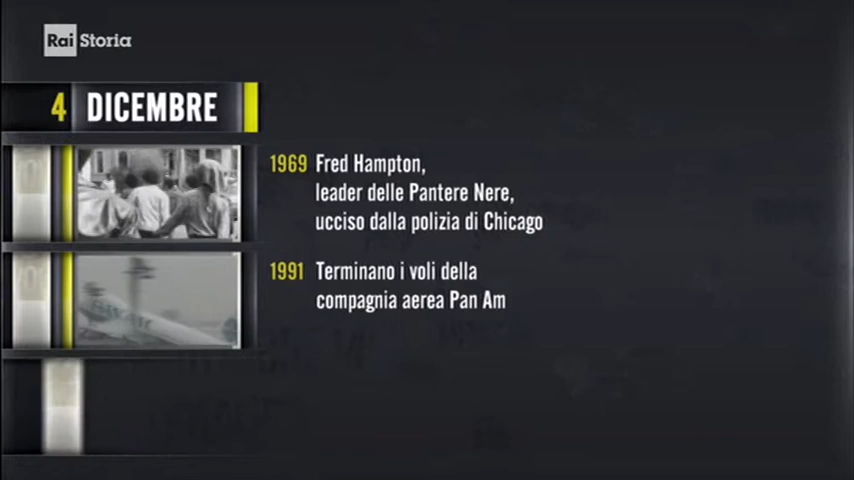 Rai Storia
4 DICEMBRE
1969 Fred Hampton,
leader delle Pantere Nere,
ucciso dalla polizia di Chicago
1991 Terminano i voli della
compagnia aerea Pan Am